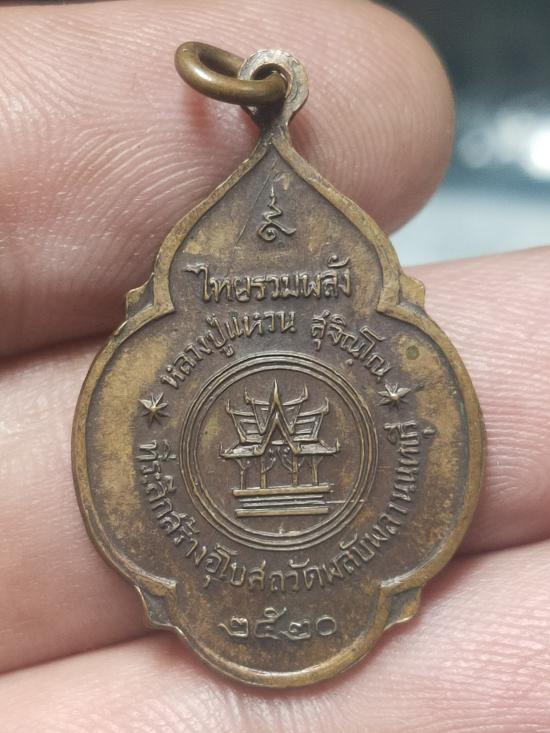 ไทยรวมพลัง
หลวงปู่แหวน สุจิณฺโณ
ที่ระลึกสร้างอุโบสถวัดพลับพลานนทบุรี
๒๕๒๐